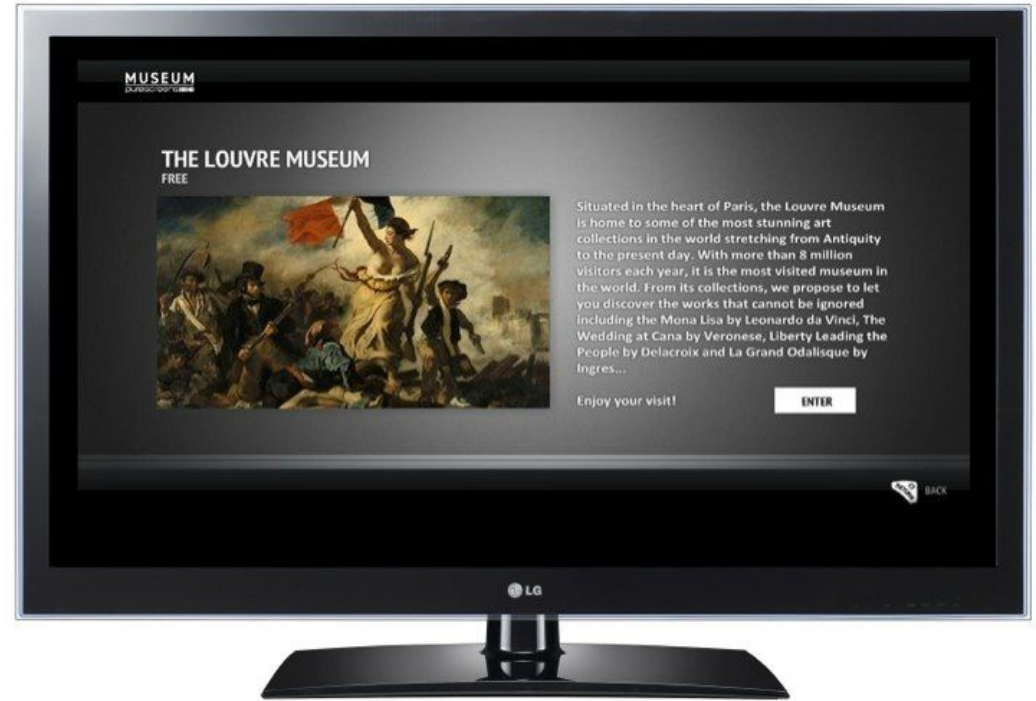 MUSEUM
purescreens
THE LOUVRE MUSEUM
FREE
Situated in the heart of Paris, the Louvre Museum
is home to some of the most stunning art
collections in the world stretching from Antiquity
to the present day. With more than 8 million
visitors each year, it is the most visited museum in
the world. From its collections, we propose to let
you discover the works that cannot be ignored
including the Mona Lisa by Leonardo da Vinci, The
Wedding at Cana by Veronese, Liberty Leading the
People by Delacroix and La Grand Odalisque by
Ingres...
Enjoy your visit!
ENTER
RETURN
BACK
LG